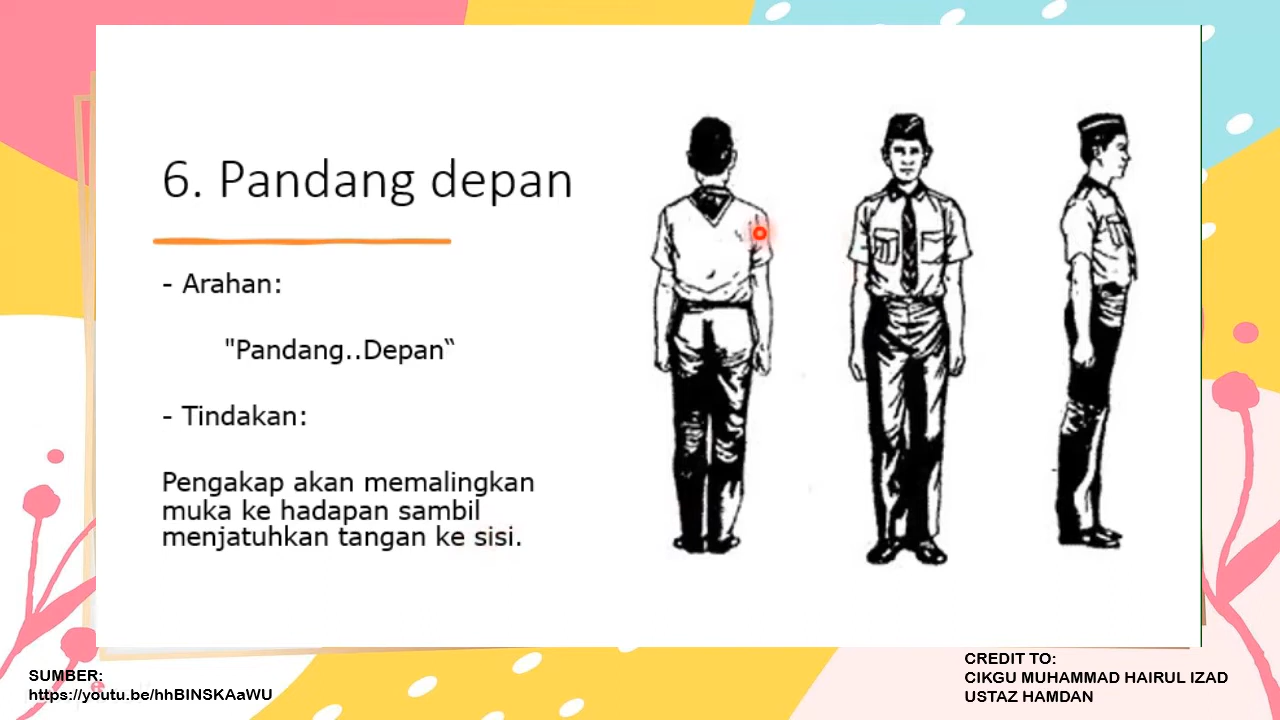 6. Pandang depan
- Arahan:
"Pandang..Depan“
- Tindakan:
Pengakap akan memalingkan
muka ke hadapan sambil
menjatuhkan tangan ke sisi.
SUMBER:
https://youtu.be/hhBINSKAaWU
CREDIT TO:
CIKGU MUHAMMAD HAIRUL IZAD
USTAZ HAMDAN